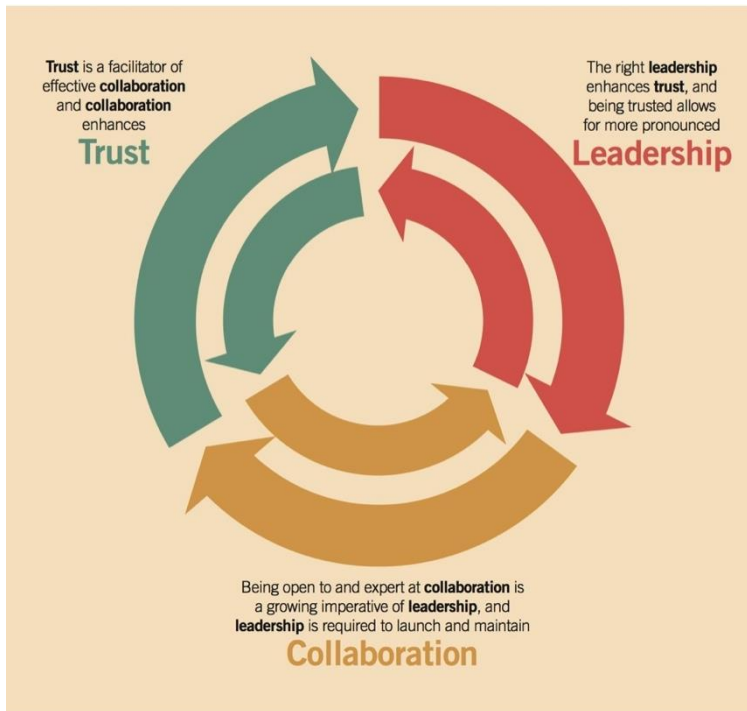 Trust is a facilitator of
effective collaboration
and collaboration
enhances
Trust
The right leadership
enhances trust, and
being trusted allows
for more pronounced
Leadership
Being open to and expert at collaboration is
a growing imperative of leadership, and
leadership is required to launch and maintain
Collaboration